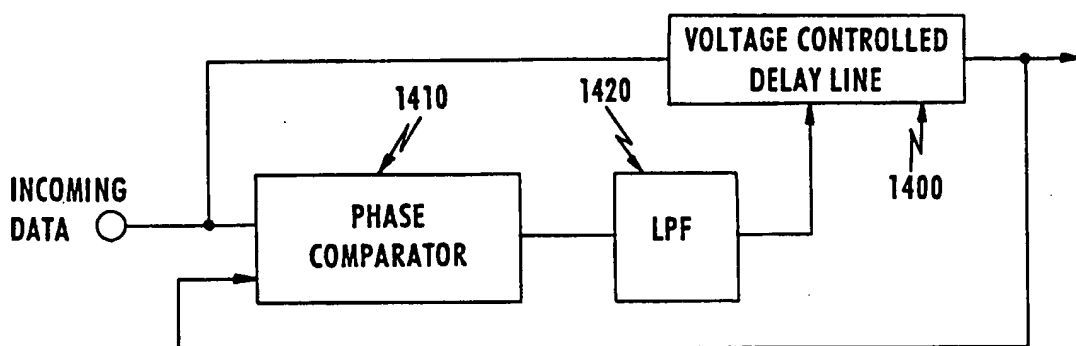 VOLTAGE CONTROLLED
DELAY LINE
1410
1420
1400
INCOMING
DATA
PHASE
COMPARATOR
LPF